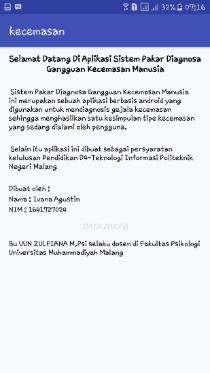 32% 07:16
kecemasan
Selamat Datang Di Aplikasi Sistem Pakar Diagnosa
Gangguan Kecemasan Manusia
Sistem Pakar Diagnosa Gangguan Kecemasan Manusia
ini merupakan sebuah aplikasi berbasis android yang
digunakan untuk mendiagnosis gejala kecemasan
sehingga menghasilkan satu kesimpulan tipe kecemasan
yang sedang dialami oleh pengguna.
Selain itu aplikasi ini dibuat sebagai persyaratan
kelulusan Pendidikan D4-Teknologi Informasi Politeknik
Negeri Malang
Dibuat oleh :
Nama : Ivana Agustin
NIM : 1641727024
DATA PAKAR
Bu UUN ZULFIANA M,Psi selaku dosen di Fakultas Psikologi
Universitas Muhammadiyah Malang